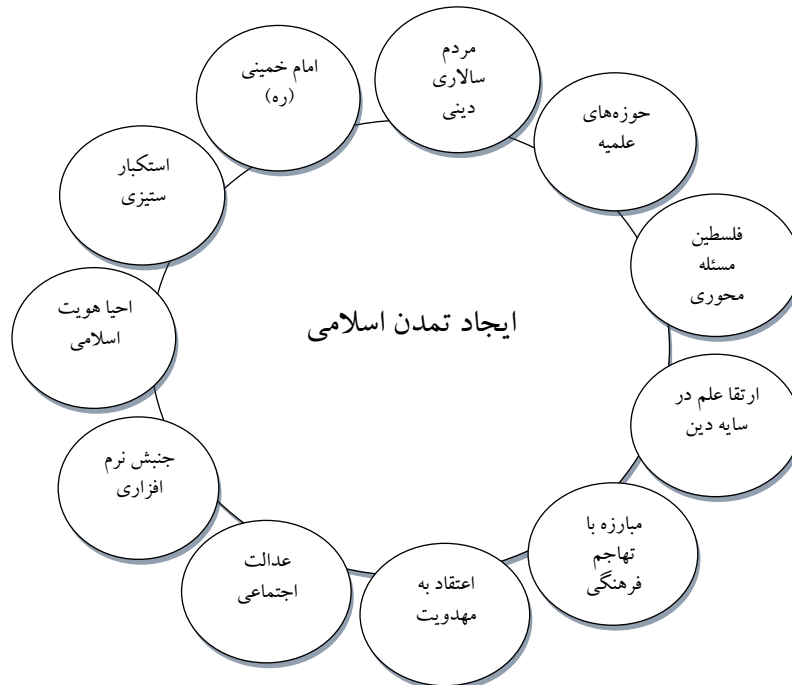 ایجاد تمدن اسلامی
مردم
سالاری
دینی
حوزه‌های
علمیه
فلسطین
مسئله
محوری
ارتقا علم در
سایه دین
مبارزه با
تهاجم
فرهنگی
اعتقاد به
مهدویت
عدالت
اجتماعی
جنبش نرم
افزاری
احیا هویت
اسلامی
استکبار
ستیزی
امام خمینی
(ره)